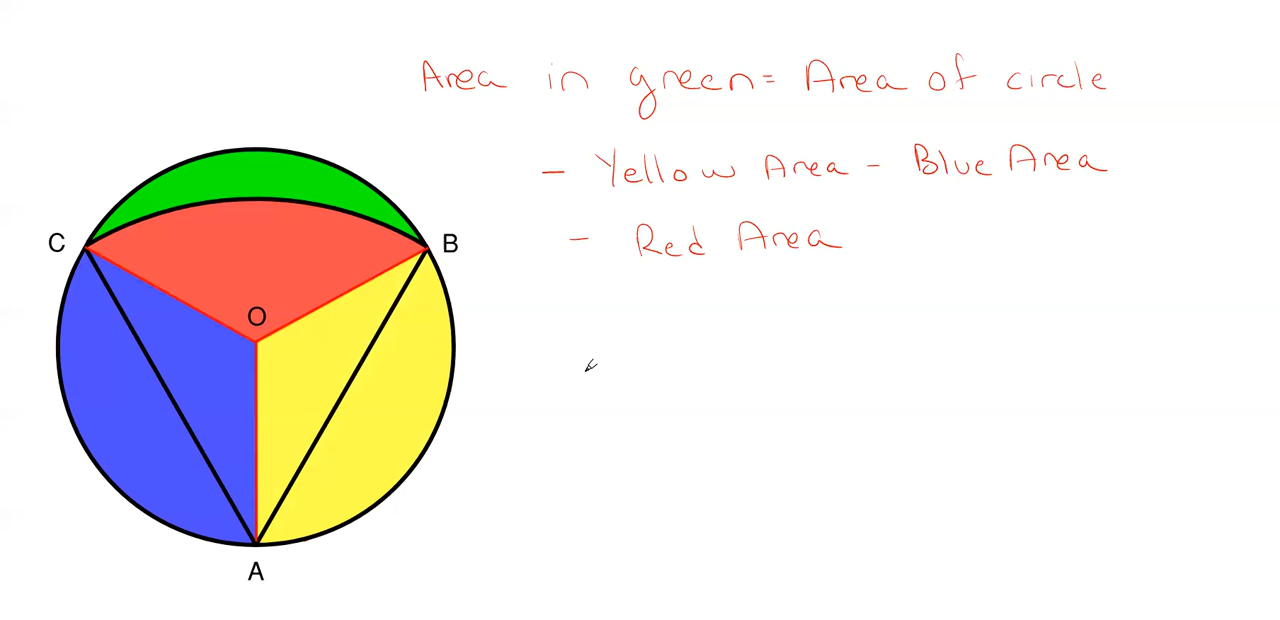 Area in green = Area of circle
- Yellow Area - Blue Area
- Red Area
C
B
O
A